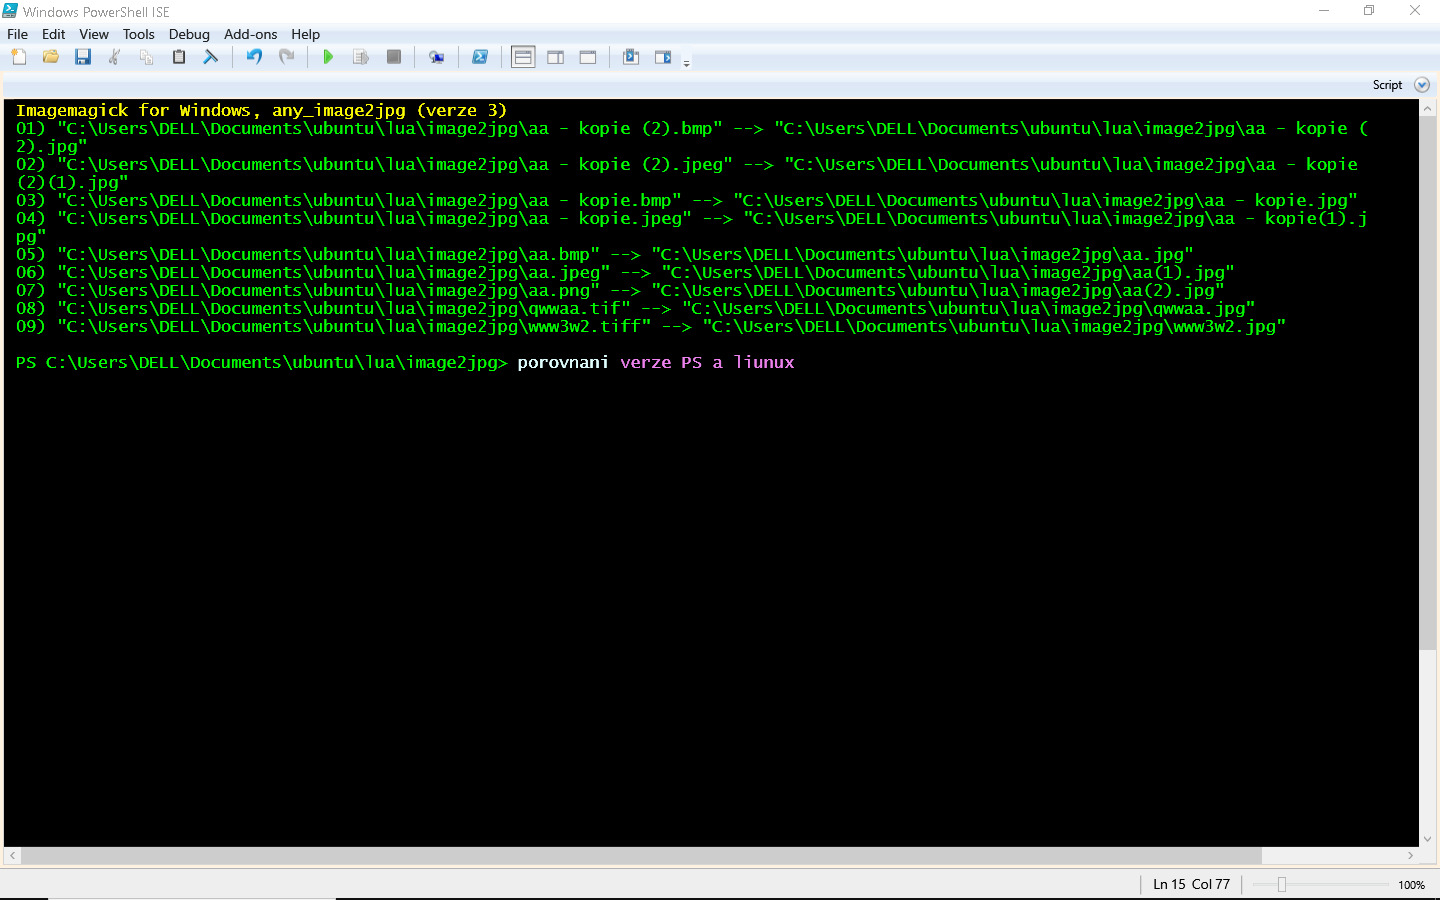 Windows PowerShell ISE
File Edit View Tools Debug Add-ons Help
Script
Imagemagick for Windows, any_image2jpg (verze 3)
01) "C:\Users\DELL\Documents\ubuntu\lua\image2jpg\aa - kopie (2).bmp" --> "C:\Users\DELL\Documents\ubuntu\lua\image2jpg\aa - kopie (
2).jpg"
02) "C:\Users\DELL\Documents\ubuntu\lua\image2jpg\aa - kopie (2).jpeg" --> "C:\Users\DELL\Documents\ubuntu\lua\image2jpg\aa - kopie
(2)(1).jpg"
03) "C:\Users\DELL\Documents\ubuntu\lua\image2jpg\aa - kopie.bmp" --> "C:\Users\DELL\Documents\ubuntu\lua\image2jpg\aa - kopie.jpg"
04) "C:\Users\DELL\Documents\ubuntu\lua\image2jpg\aa - kopie.jpeg" --> "C:\Users\DELL\Documents\ubuntu\lua\image2jpg\aa - kopie(1).j
pg"
05) "C:\Users\DELL\Documents\ubuntu\lua\image2jpg\aa.bmp" --> "C:\Users\DELL\Documents\ubuntu\lua\image2jpg\aa.jpg"
06) "C:\Users\DELL\Documents\ubuntu\lua\image2jpg\aa.jpeg" --> "C:\Users\DELL\Documents\ubuntu\lua\image2jpg\aa(1).jpg"
07) "C:\Users\DELL\Documents\ubuntu\lua\image2jpg\aa.png" --> "C:\Users\DELL\Documents\ubuntu\lua\image2jpg\aa(2).jpg"
08) "C:\Users\DELL\Documents\ubuntu\lua\image2jpg\qwwaa.tif" --> "C:\Users\DELL\Documents\ubuntu\lua\image2jpg\qwwaa.jpg"
09) "C:\Users\DELL\Documents\ubuntu\lua\image2jpg\www3w2.tiff" --> "C:\Users\DELL\Documents\ubuntu\lua\image2jpg\www3w2.jpg"
PS C:\Users\DELL\Documents\ubuntu\lua\image2jpg> porovnani verze PS a liunux
Ln 15 Col 77
100%